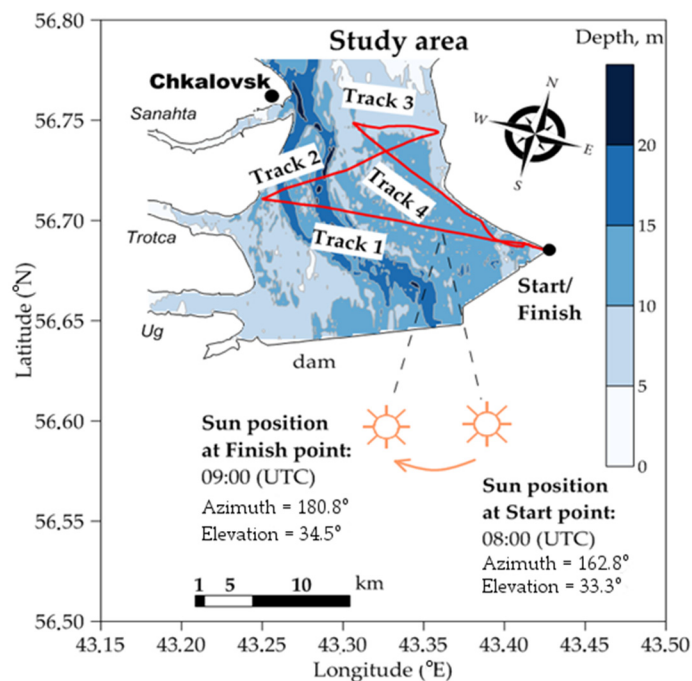 56.80
56.75
56.70
56.65
56.60
56.55
56.50
Latitude (°N)
Study area
Chkalovsk
Sanahta
Trotca
Ug
Track 3
Track 2
Track 4
Track 1
dam
Start/
Finish
N
W
E
S
Depth, m
20
15
10
5
0
Sun position
at Finish point:
09:00 (UTC)
Azimuth = 180.8°
Elevation = 34.5°
Sun position
at Start point:
08:00 (UTC)
Azimuth = 162.8°
Elevation = 33.3°
1 5 10 km
43.15 43.20 43.25 43.30 43.35 43.40 43.45 43.50
Longitude (°E)